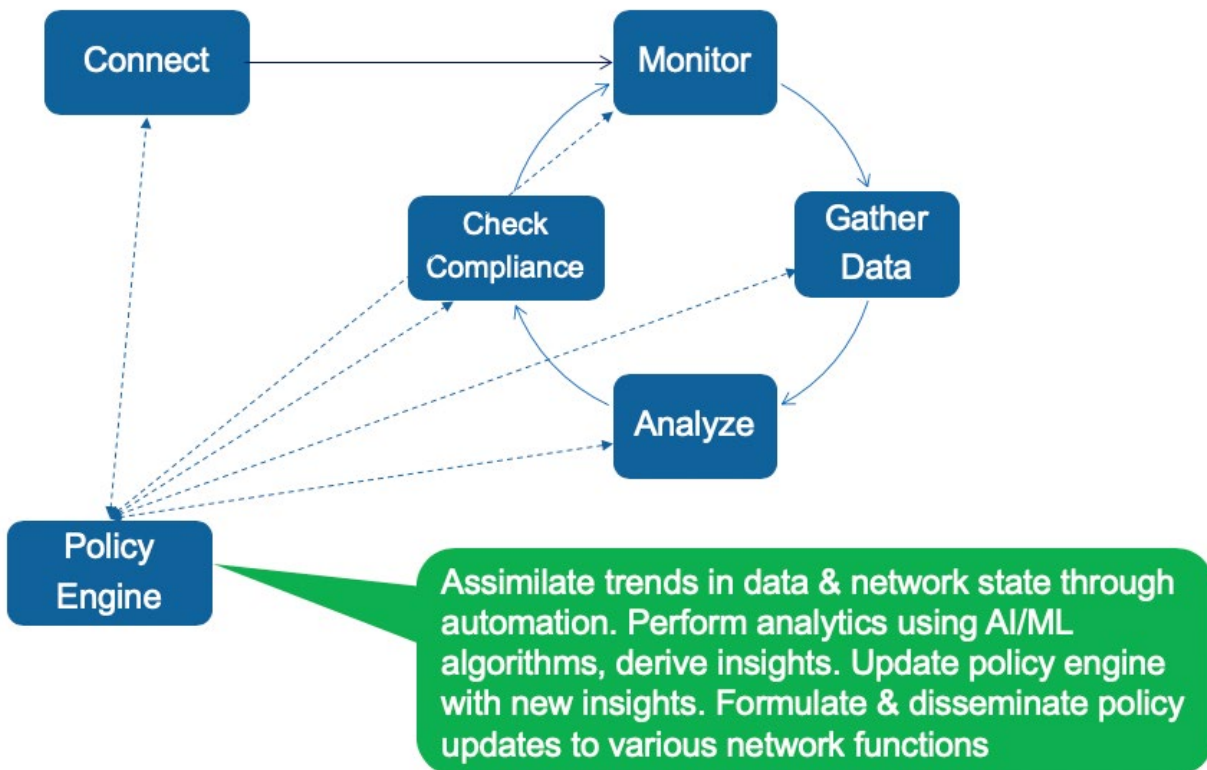 Connect
Monitor
Check
Compliance
Gather
Data
Analyze
Policy
Engine
Assimilate trends in data & network state through
automation. Perform analytics using AI/ML
algorithms, derive insights. Update policy engine
with new insights. Formulate & disseminate policy
updates to various network functions